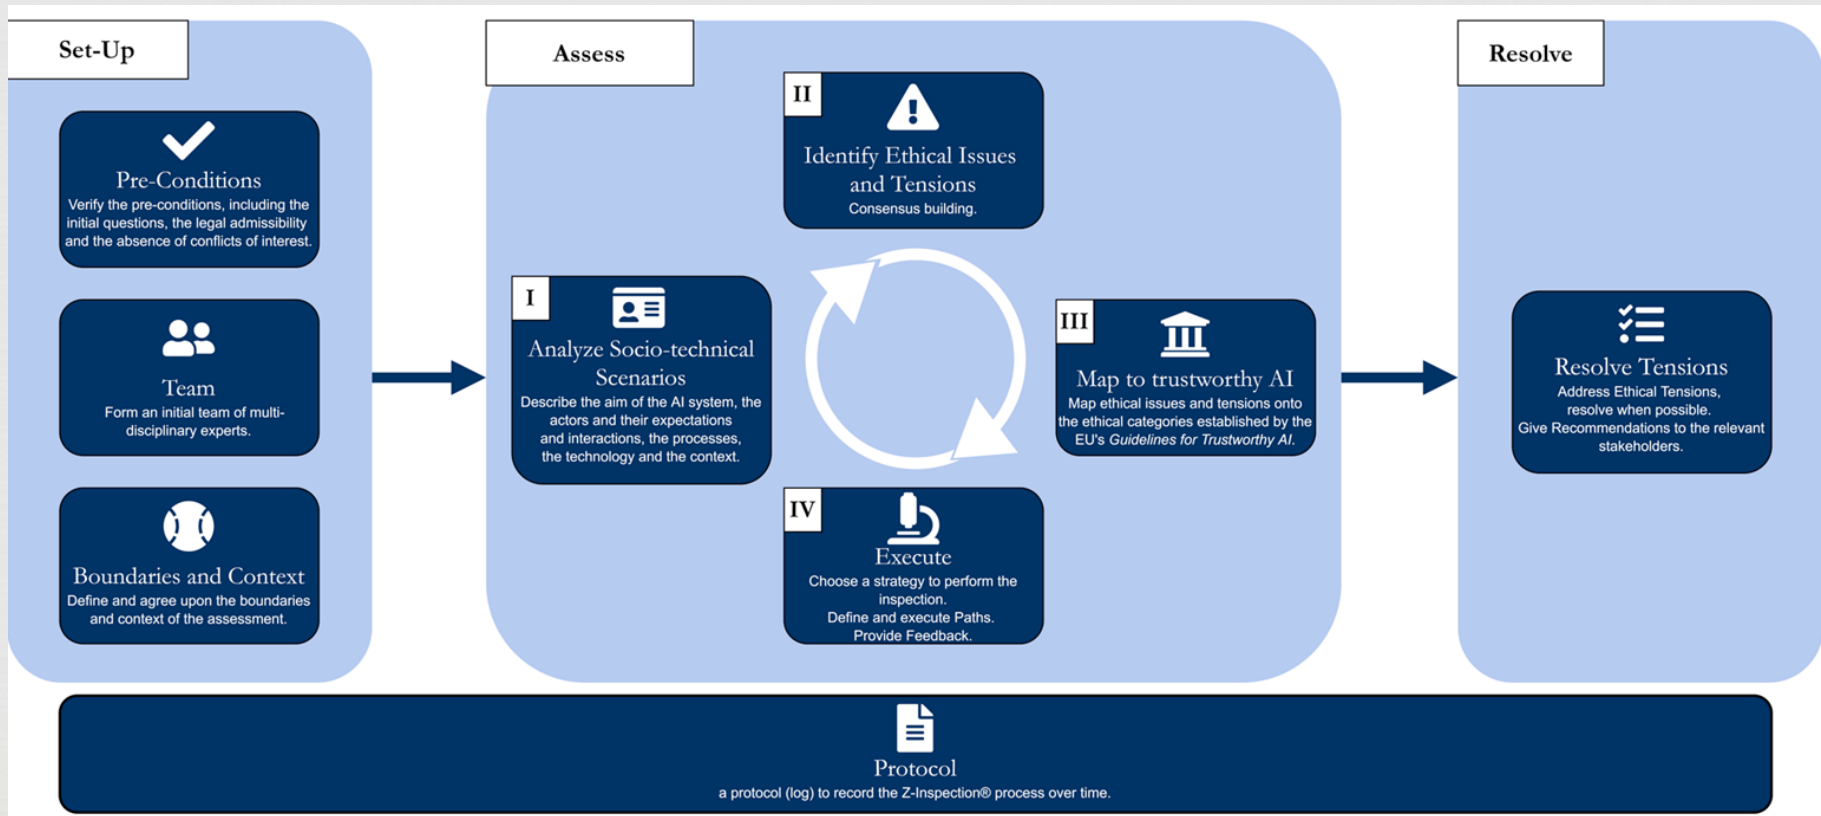 Set-Up
Pre-Conditions
Verify the pre-conditions, including the
initial questions, the legal admissibility
and the absence of conflicts of interest.
Team
Form an initial team of multi-
disciplinary experts.
Boundaries and Context
Define and agree upon the boundaries
and context of the assessment.
Assess
I
Analyze Socio-technical
Scenarios
Describe the aim of the AI system, the
actors and their expectations
and interactions, the processes,
the technology and the context.
II
Identify Ethical Issues
and Tensions
Consensus building.
III
Map to trustworthy AI
Map ethical issues and tensions onto
the ethical categories established by the
EU's Guidelines for Trustworthy AI.
IV
Execute
Choose a strategy to perform the
inspection.
Define and execute Paths.
Provide Feedback.
Resolve
Resolve Tensions
Address Ethical Tensions,
resolve when possible.
Give Recommendations to the relevant
stakeholders.
Protocol
a protocol (log) to record the Z-Inspection® process over time.